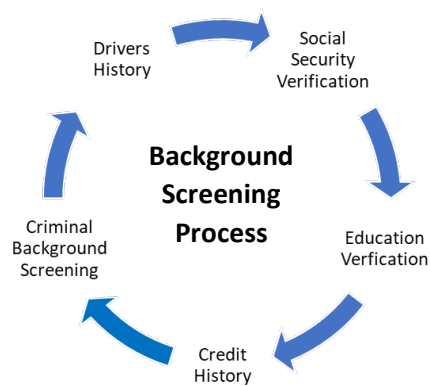 Drivers
History
Social
Security
Verification
Background
Screening
Process
Education
Verfication
Criminal
Background
Screening
Credit
History